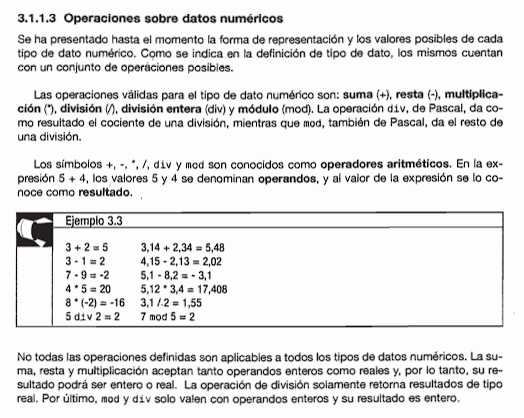 3.1.1.3 Operaciones sobre datos numéricos
Se ha presentado hasta el momento la forma de representación y los valores posibles de cada
tipo de dato numérico. Como se indica en la definición de tipo de dato, los mismos cuentan
con un conjunto de operaciones posibles.
Las operaciones válidas para el tipo de dato numérico son: suma (+), resta (-), multiplica-
ción (*), división (/), división entera (div) y módulo (mod). La operación div, de Pascal, da co-
mo resultado el cociente de una división, mientras que mod, también de Pascal, da el resto de
una división.
Los símbolos +, -, *, /, div y mod son conocidos como operadores aritméticos. En la ex-
presión 5 + 4, los valores 5 y 4 se denominan operandos, y al valor de la expresión se lo co-
noce como resultado.
Ejemplo 3.3
3 + 2 = 5 3,14 + 2,34 = 5,48
3 - 1 = 2 4,15 - 2,13 = 2,02
7 - 9 = -2 5,1 - 8,2 = - 3,1
4 * 5 = 20 5,12 * 3,4 = 17,408
8 * (-2) = -16 3,1 / 2 = 1,55
5 div 2 = 2 7 mod 5 = 2
No todas las operaciones definidas son aplicables a todos los tipos de datos numéricos. La su-
ma, resta y multiplicación aceptan tanto operandos enteros como reales y, por lo tanto, su re-
sultado podrá ser entero o real. La operación de división solamente retorna resultados de tipo
real. Por último, mod y div solo valen con operandos enteros y su resultado es entero.